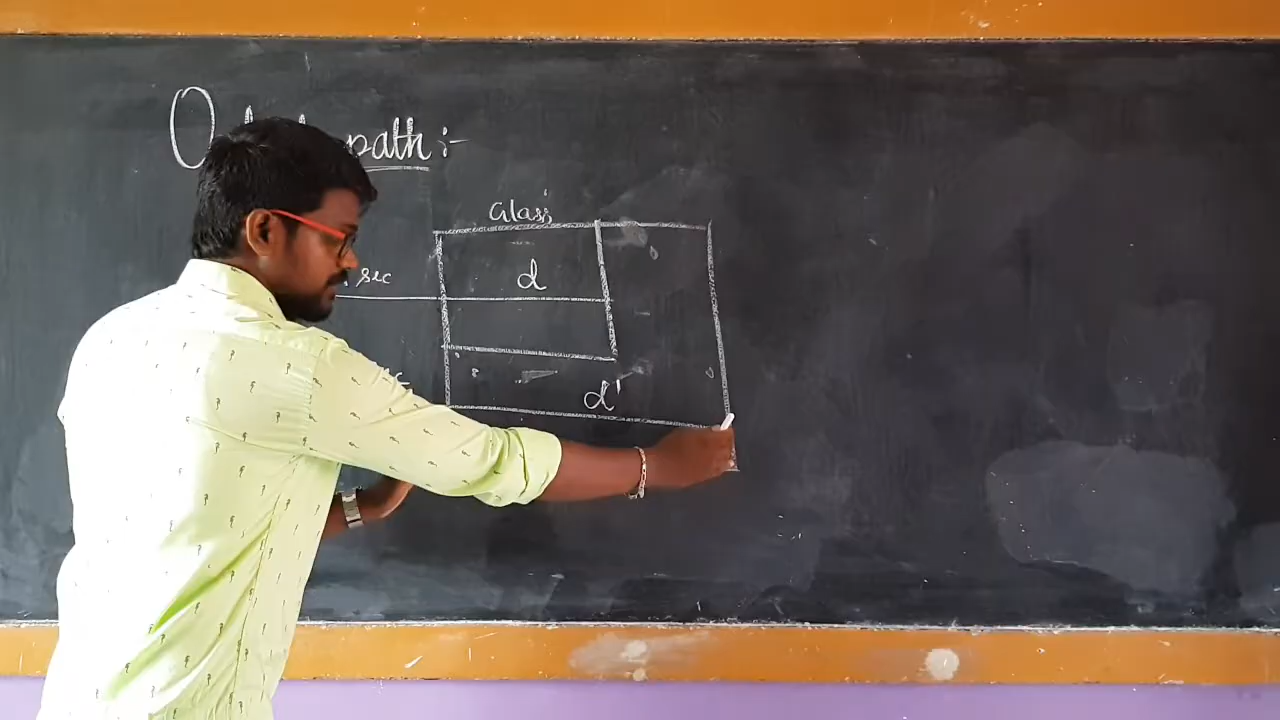 path :-
Glass
sec
d
d'